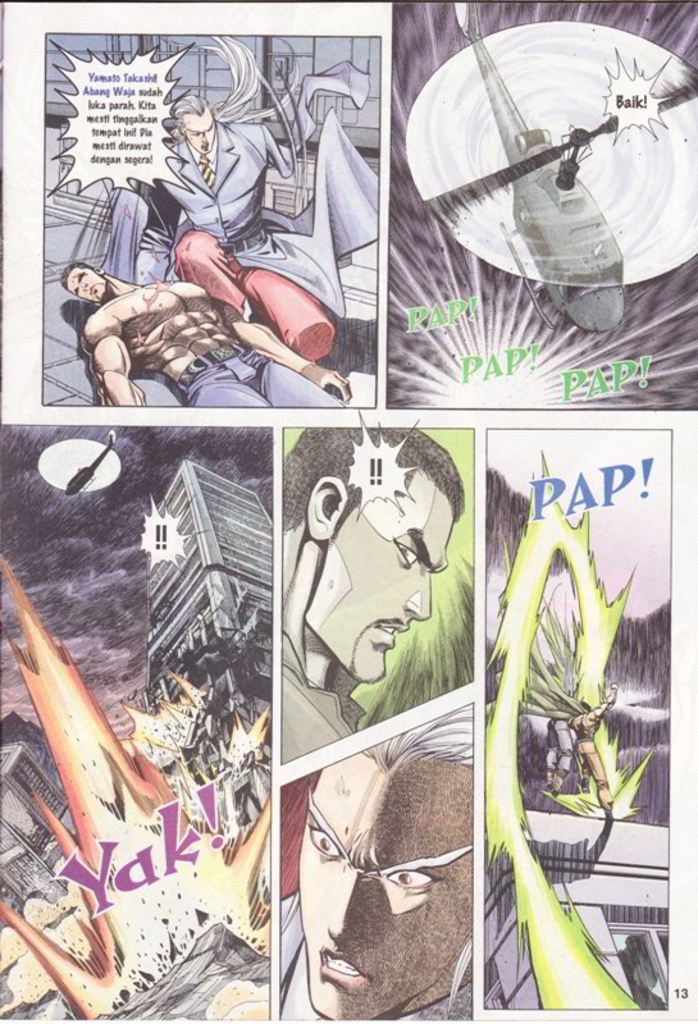 Yamato Takashi!
Abang Waja sudah
luka parah. Kita
mesti tinggalkan
tempat ini! Dia
mesti dirawat
dengan segera!
Baik!
PAP!
PAP!
PAP!
!!
Yak!
!!
PAP!
13